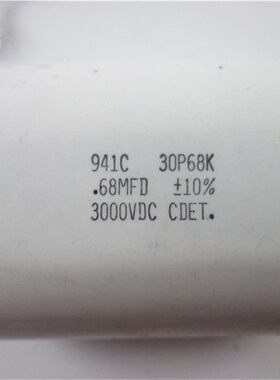 941C 30P68K
.68MFD ±10%
3000VDC CDET.